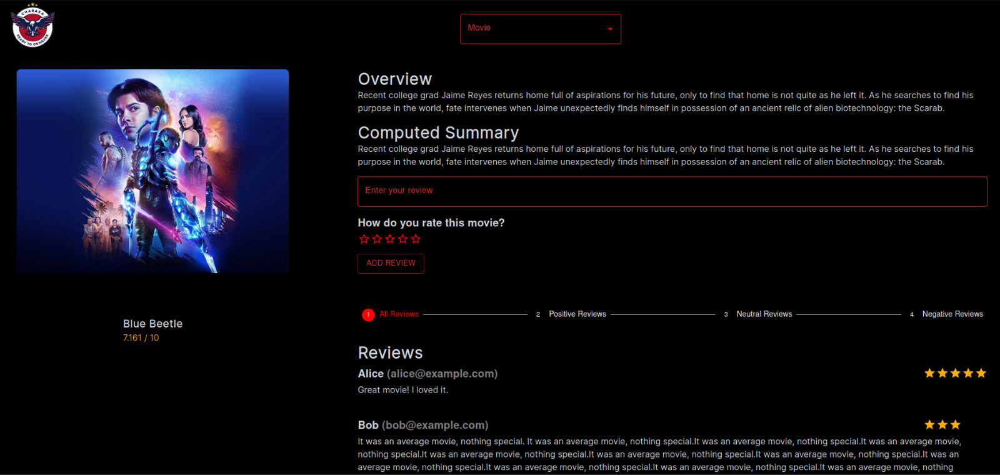 CHARAKA
READY TO CONQUER
Movie
Overview
Recent college grad Jaime Reyes returns home full of aspirations for his future, only to find that home is not quite as he left it. As he searches to find his
purpose in the world, fate intervenes when Jaime unexpectedly finds himself in possession of an ancient relic of alien biotechnology: the Scarab.
Computed Summary
Recent college grad Jaime Reyes returns home full of aspirations for his future, only to find that home is not quite as he left it. As he searches to find his
purpose in the world, fate intervenes when Jaime unexpectedly finds himself in possession of an ancient relic of alien biotechnology: the Scarab.
Enter your review
How do you rate this movie?
ADD REVIEW
1 All Reviews 2 Positive Reviews 3 Neutral Reviews 4 Negative Reviews
Blue Beetle
7.161 / 10
Reviews
Alice (alice@example.com)
Great movie! I loved it.
Bob (bob@example.com)
It was an average movie, nothing special. It was an average movie, nothing special.It was an average movie, nothing special.It was an average movie,
nothing special.It was an average movie, nothing special.It was an average movie, nothing special.It was an average movie, nothing special.It was an
average movie, nothing special.It was an average movie, nothing special.It was an average movie, nothing special.It was an average movie, nothing